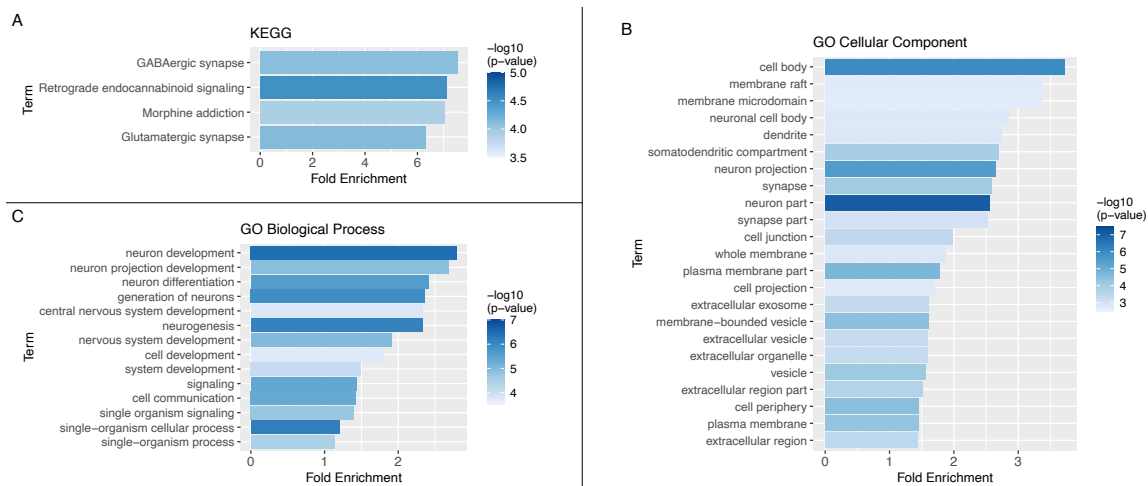 A
KEGG
GABAergic synapse
Retrograde endocannabinoid signaling
Morphine addiction
Glutamatergic synapse
Term
0 2 4 6
Fold Enrichment
−log10
(p−value)
5.0
4.5
4.0
3.5
C
GO Biological Process
neuron development
neuron projection development
neuron differentiation
generation of neurons
central nervous system development
neurogenesis
nervous system development
cell development
system development
signaling
cell communication
single organism signaling
single−organism cellular process
single−organism process
Term
0 1 2
Fold Enrichment
−log10
(p−value)
7
6
5
4
B
GO Cellular Component
cell body
membrane raft
membrane microdomain
neuronal cell body
dendrite
somatodendritic compartment
neuron projection
synapse
neuron part
synapse part
cell junction
whole membrane
plasma membrane part
cell projection
extracellular exosome
membrane−bounded vesicle
extracellular vesicle
extracellular organelle
vesicle
extracellular region part
cell periphery
plasma membrane
extracellular region
Term
0 1 2 3
Fold Enrichment
−log10
(p−value)
7
6
5
4
3